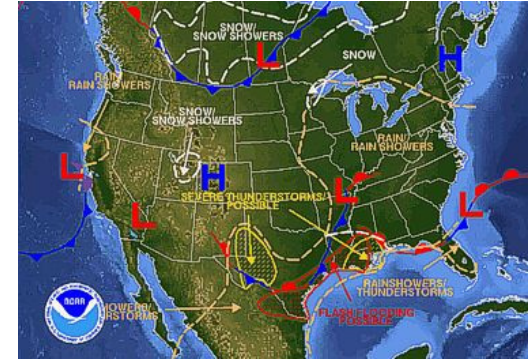 SNOW/
SNOW SHOWERS
L
SNOW
H
RAIN/
RAIN SHOWERS
SNOW/
SNOW SHOWERS
RAIN/
RAIN SHOWERS
L
H
SEVERE THUNDERSTORMS/
POSSIBLE
L
L
L
RAINSHOWERS/
THUNDERSTORMS
NOAA
FLASH FLOODING
POSSIBLE